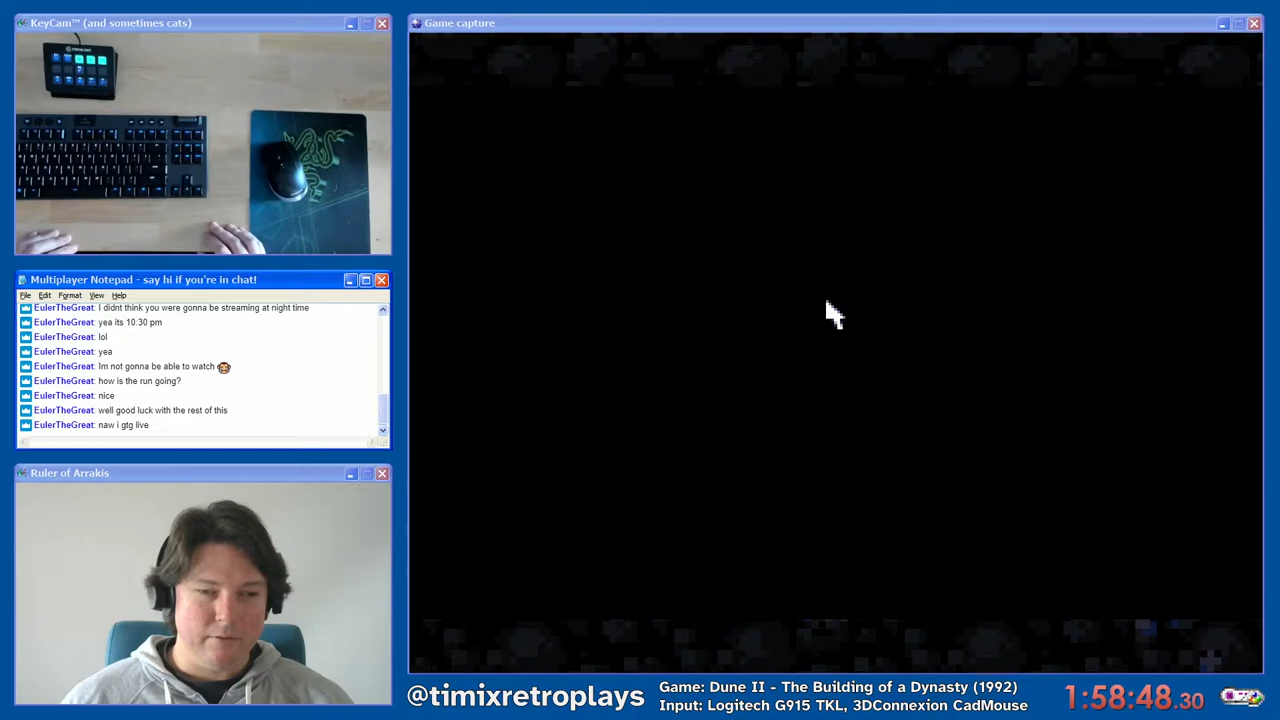 KeyCam™ (and sometimes cats)
Game capture
Multiplayer Notepad - say hi if you're in chat!
File Edit Format View Help
EulerTheGreat: I didnt think you were gonna be streaming at night time
EulerTheGreat: yea its 10:30 pm
EulerTheGreat: lol
EulerTheGreat: yea
EulerTheGreat: Im not gonna be able to watch
EulerTheGreat: how is the run going?
EulerTheGreat: nice
EulerTheGreat: well good luck with the rest of this
EulerTheGreat: naw i gtg live
Ruler of Arrakis
@timixretroplays
Game: Dune II - The Building of a Dynasty (1992)
Input: Logitech G915 TKL, 3DConnexion CadMouse
1:58:48.30